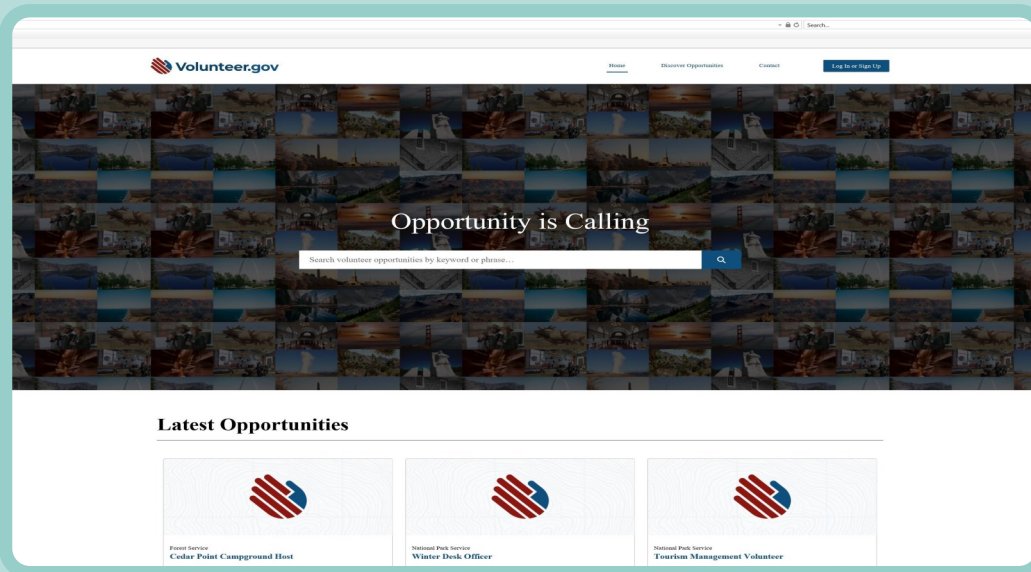 Search...
Volunteer.gov
Home Discover Opportunities Contact Log In or Sign Up
Opportunity is Calling
Search volunteer opportunities by keyword or phrase...
Latest Opportunities
Forest Service
Cedar Point Campground Host
National Park Service
Winter Desk Officer
National Park Service
Tourism Management Volunteer